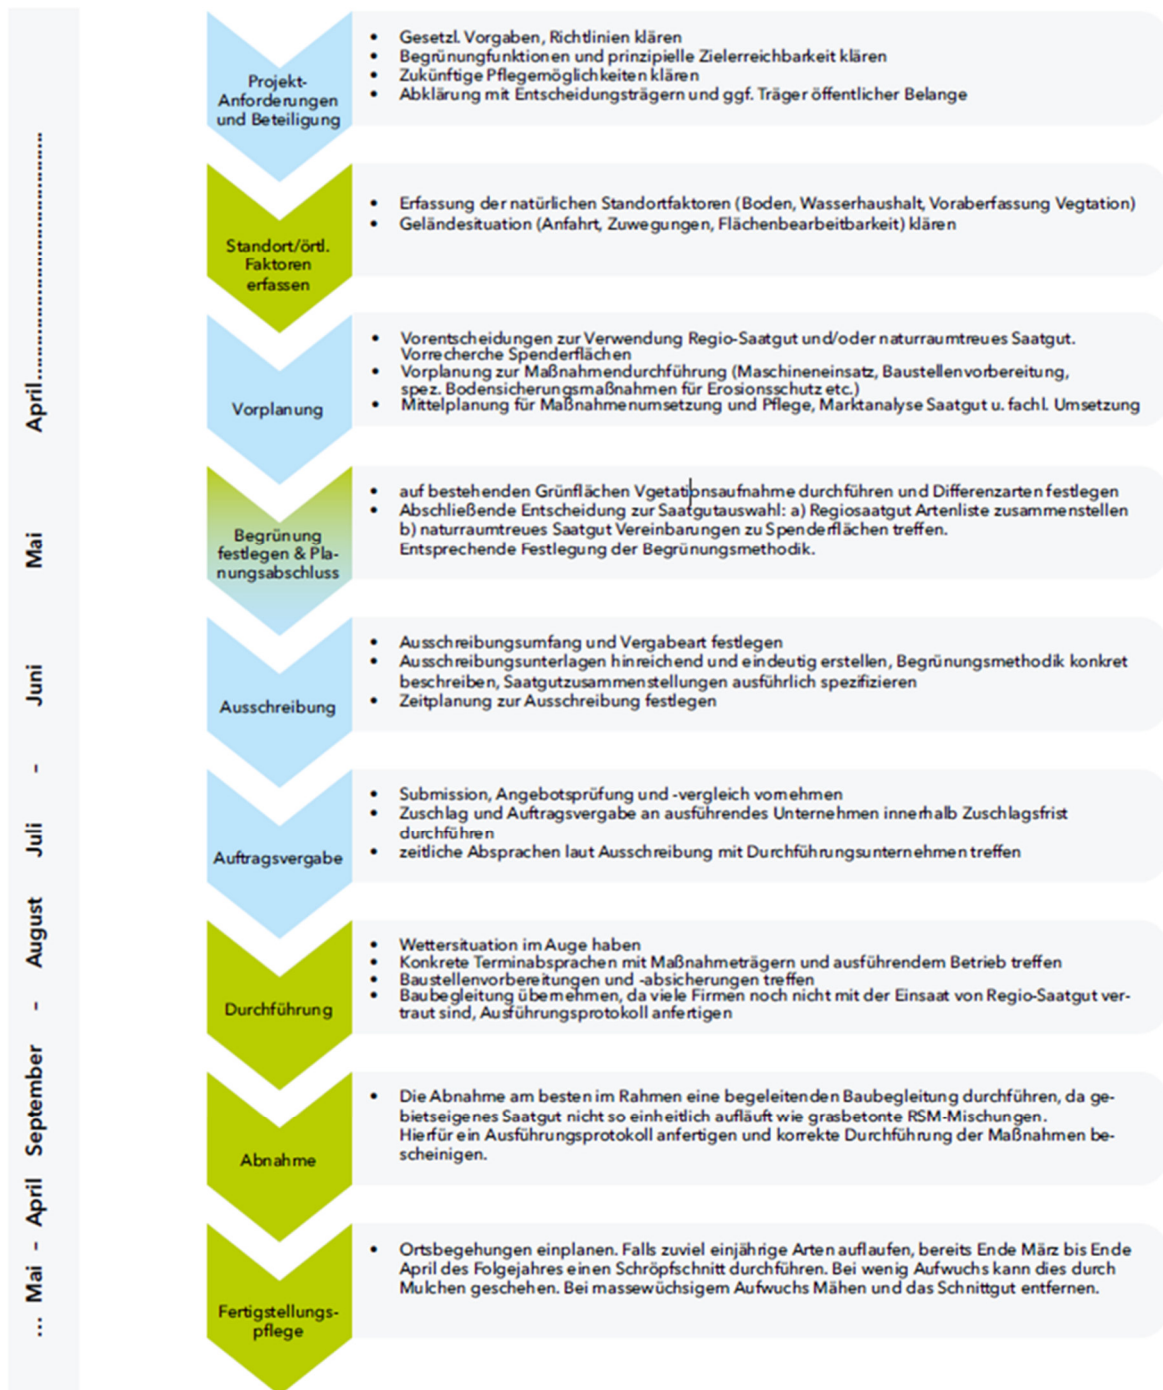 Projekt-
Anforderungen
und Beteiligung
• Gesetzl. Vorgaben, Richtlinien klären
• Begrünungfunktionen und prinzipielle Zielerreichbarkeit klären
• Zukünftige Pflegemöglichkeiten klären
• Abklärung mit Entscheidungsträgern und ggf. Träger öffentlicher Belange
Standort/örtl.
Faktoren
erfassen
• Erfassung der natürlichen Standortfaktoren (Boden, Wasserhaushalt, Voraberfassung Vegtation)
• Geländesituation (Anfahrt, Zuwegungen, Flächenbearbeitbarkeit) klären
April...................................
Vorplanung
• Vorentscheidungen zur Verwendung Regio-Saatgut und/oder naturraumtreues Saatgut.
Vorrecherche Spenderflächen
• Vorplanung zur Maßnahmendurchführung (Maschineneinsatz, Baustellenvorbereitung,
spez. Bodensicherungsmaßnahmen für Erosionsschutz etc.)
• Mittelplanung für Maßnahmenumsetzung und Pflege, Marktanalyse Saatgut u. fachl. Umsetzung
Mai
Begrünung
festlegen & Pla-
nungsabschluss
• auf bestehenden Grünflächen Vgetationsaufnahme durchführen und Differenzarten festlegen
• Abschließende Entscheidung zur Saatgutauswahl: a) Regiosaatgut Artenliste zusammenstellen
b) naturraumtreues Saatgut Vereinbarungen zu Spenderflächen treffen.
Entsprechende Festlegung der Begrünungsmethodik.
Juni
Ausschreibung
• Ausschreibungsumfang und Vergabeart festlegen
• Ausschreibungsunterlagen hinreichend und eindeutig erstellen, Begrünungsmethodik konkret
beschreiben, Saatgutzusammenstellungen ausführlich spezifizieren
• Zeitplanung zur Ausschreibung festlegen
-
Juli
Auftragsvergabe
• Submission, Angebotsprüfung und -vergleich vornehmen
• Zuschlag und Auftragsvergabe an ausführendes Unternehmen innerhalb Zuschlagsfrist
durchführen
• zeitliche Absprachen laut Ausschreibung mit Durchführungsunternehmen treffen
August
-
Durchführung
• Wettersituation im Auge haben
• Konkrete Terminabsprachen mit Maßnahmeträgern und ausführendem Betrieb treffen
• Baustellenvorbereitungen und -absicherungen treffen
• Baubegleitung übernehmen, da viele Firmen noch nicht mit der Einsaat von Regio-Saatgut ver-
traut sind, Ausführungsprotokoll anfertigen
September
Abnahme
• Die Abnahme am besten im Rahmen eine begeleitenden Baubegleitung durchführen, da ge-
bietseigenes Saatgut nicht so einheitlich aufläuft wie grasbetonte RSM-Mischungen.
Hierfür ein Ausführungsprotokoll anfertigen und korrekte Durchführung der Maßnahmen be-
scheinigen.
... Mai - April
Fertigstellungs-
pflege
• Ortsbegehungen einplanen. Falls zuviel einjährige Arten auflaufen, bereits Ende März bis Ende
April des Folgejahres einen Schröpfschnitt durchführen. Bei wenig Aufwuchs kann dies durch
Mulchen geschehen. Bei massewüchsigem Aufwuchs Mähen und das Schnittgut entfernen.